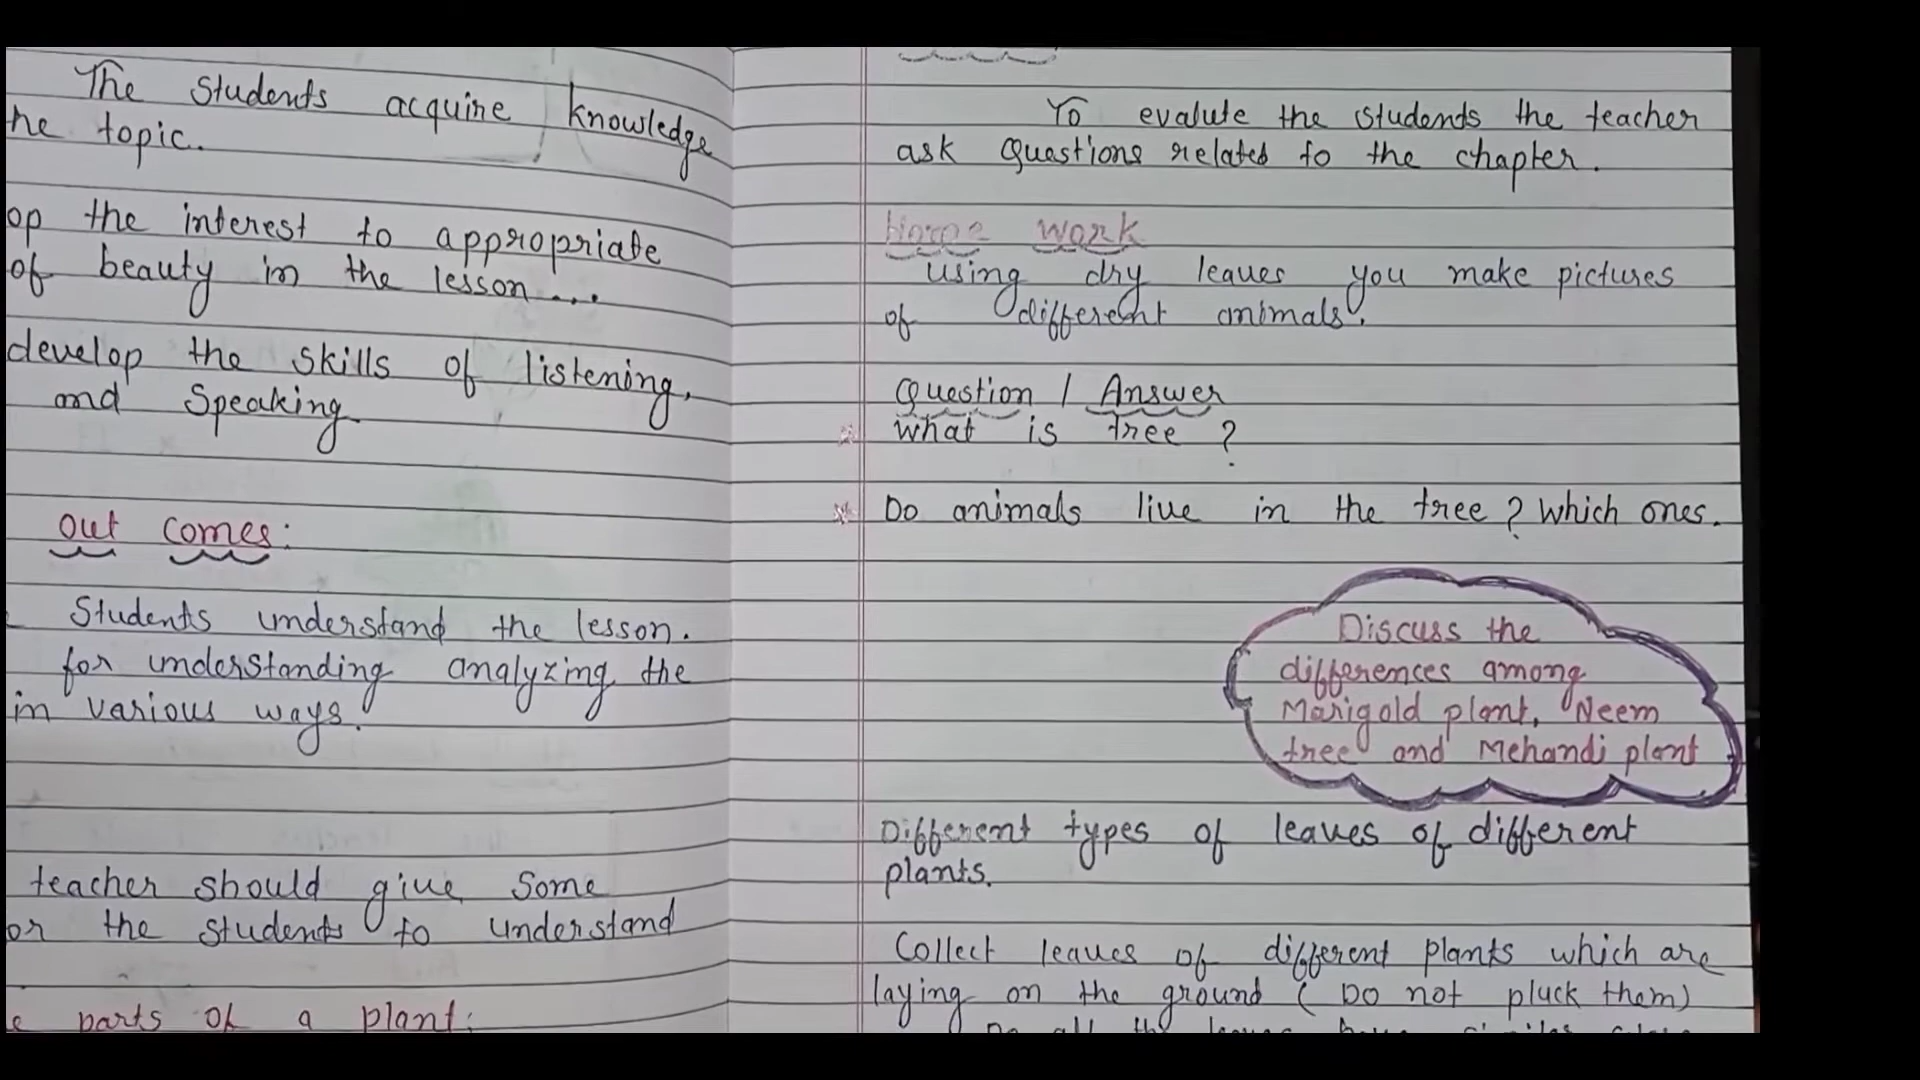 The students acquire knowledge
he topic.
op the interest to appropriate
of beauty in the lesson...
develop the skills of listening,
and Speaking
out comes:
Students understand the lesson.
for understanding analyzing the
in various ways.
teacher should give some
or the students to understand
parts of a plant:
To evalute the students the teacher
ask Questions related to the chapter.
Home work
using dry leaves you make pictures
of different animals.
Question / Answer
what is tree ?
Do animals live in the tree ? Which ones.
Discuss the
differences among
Marigold plant, Neem
tree and Mehandi plant
Different types of leaves of different
plants.
Collect leaves of different plants which are
laying on the ground ( Do not pluck them)